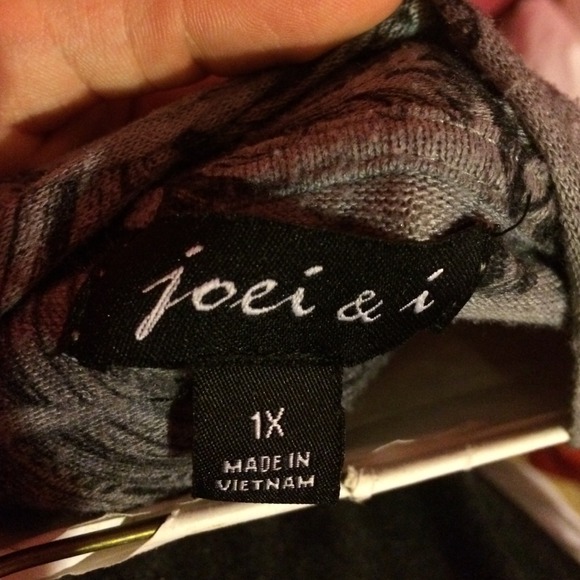 joei & i
1X
MADE IN
VIETNAM